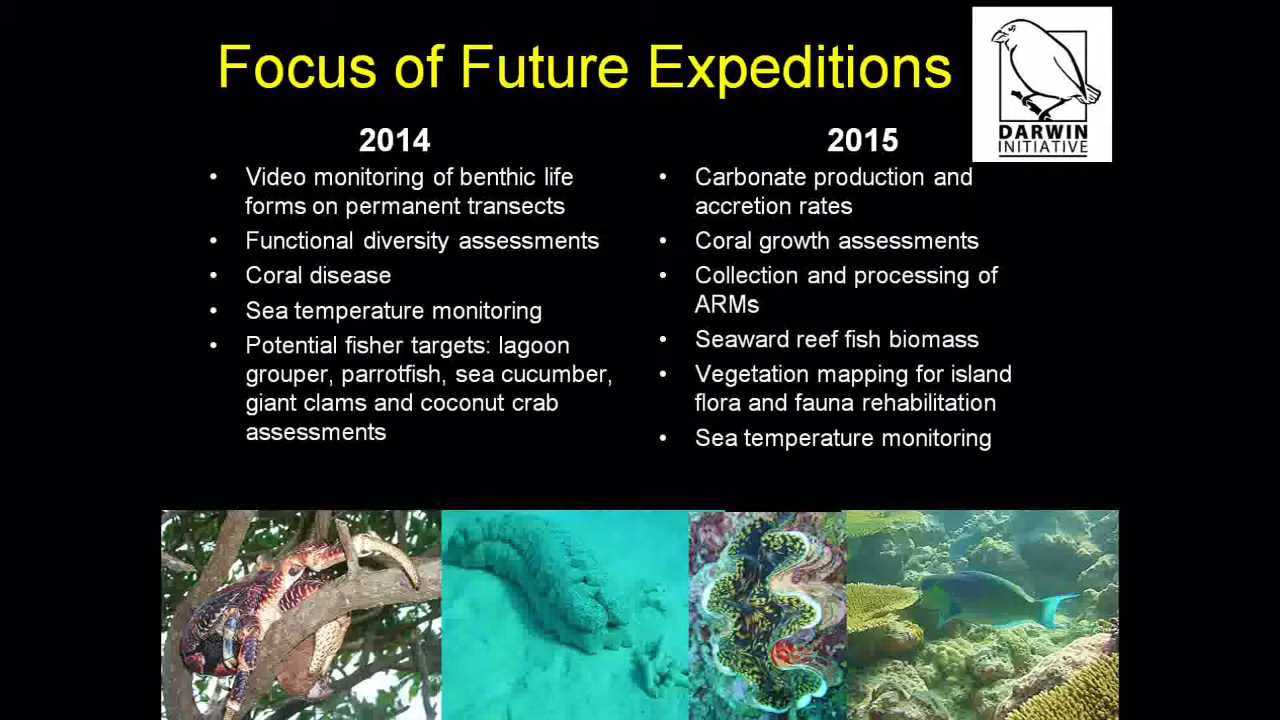 Focus of Future Expeditions
DARWIN
INITIATIVE
2014
• Video monitoring of benthic life
forms on permanent transects
• Functional diversity assessments
• Coral disease
• Sea temperature monitoring
• Potential fisher targets: lagoon
grouper, parrotfish, sea cucumber,
giant clams and coconut crab
assessments
2015
• Carbonate production and
accretion rates
• Coral growth assessments
• Collection and processing of
ARMs
• Seaward reef fish biomass
• Vegetation mapping for island
flora and fauna rehabilitation
• Sea temperature monitoring